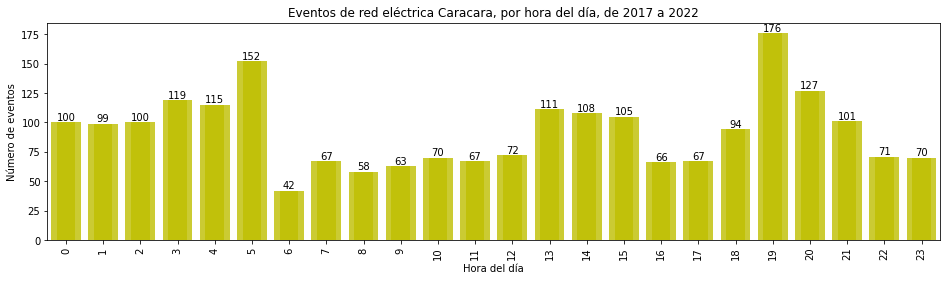 Eventos de red eléctrica Caracara, por hora del día, de 2017 a 2022
Número de eventos
175
150
125
100
75
50
25
0
100 99 100 119 115 152 42 67 58 63 70 67 72 111 108 105 66 67 94 176 127 101 71 70
0 1 2 3 4 5 6 7 8 9 10 11 12 13 14 15 16 17 18 19 20 21 22 23
Hora del día